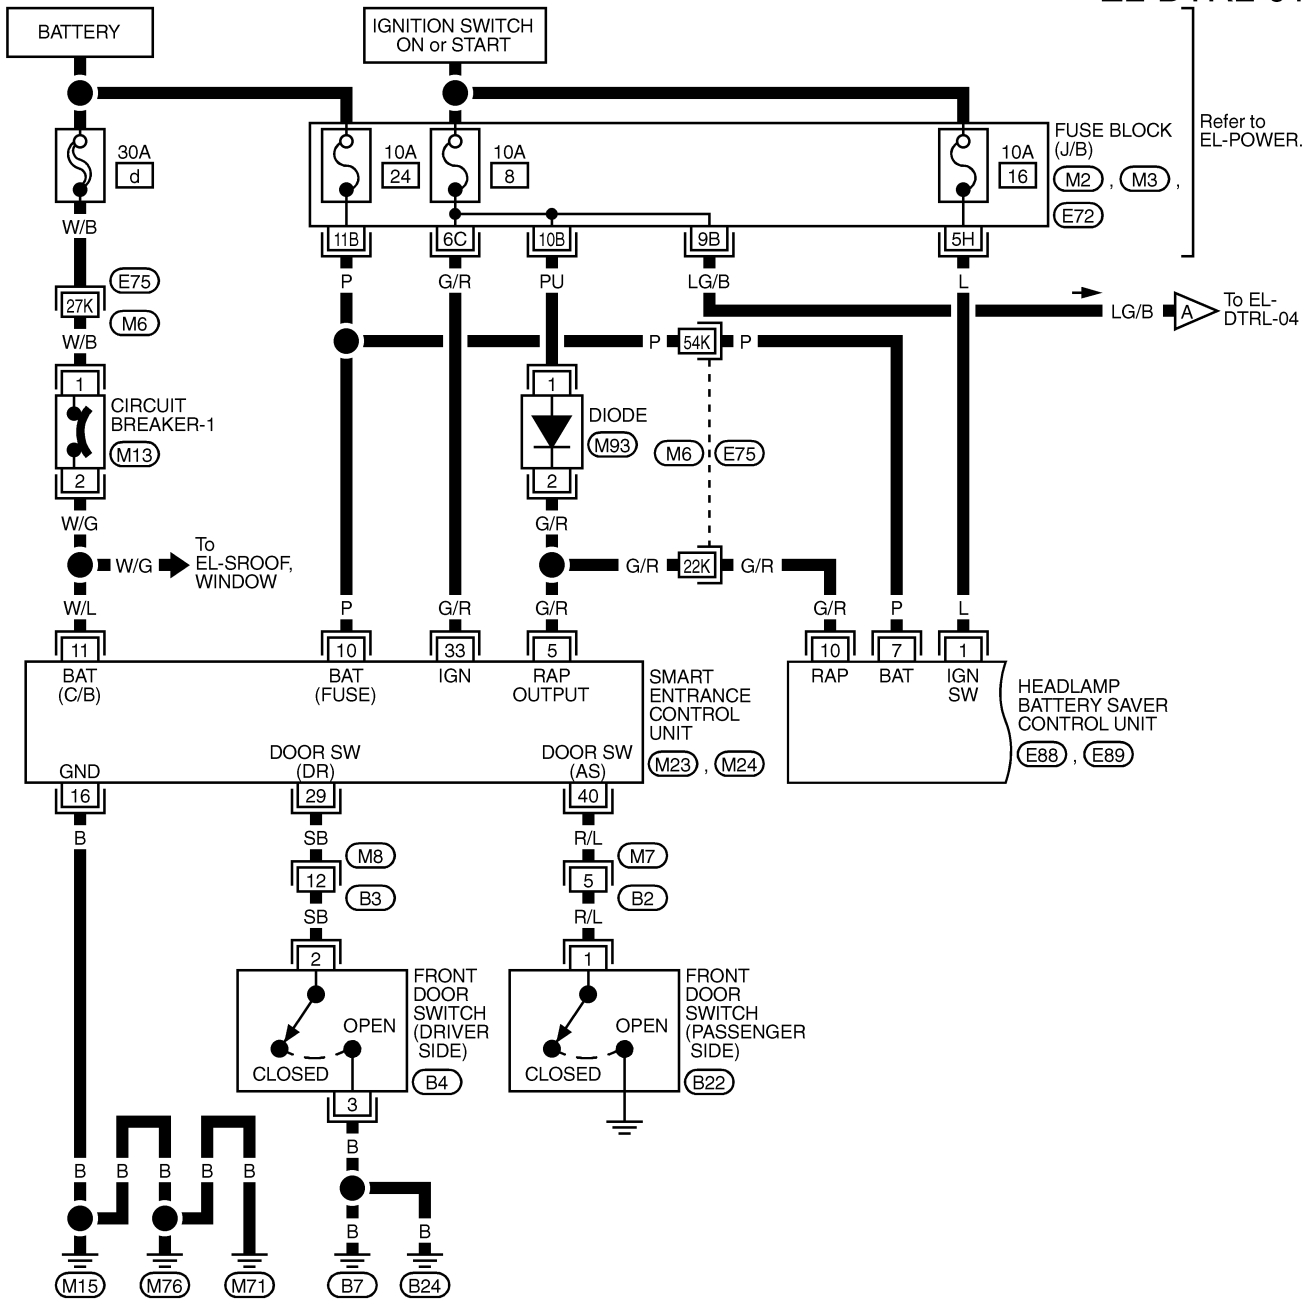 BATTERY
IGNITION SWITCH
ON or START
30A
d
10A
24
10A
8
10A
16
FUSE BLOCK
(J/B)
M2 , M3 ,
E72
Refer to
EL-POWER.
W/B
11B
6C
10B
9B
5H
P
G/R
PU
LG/B
L
E75
27K
M6
LG/B
A
To EL-
DTRL-04
W/B
P
54K
P
1
CIRCUIT
BREAKER-1
M13
2
1
DIODE
M93
2
M6
E75
W/G
G/R
W/G
To
EL-SROOF,
WINDOW
G/R
22K
G/R
W/L
P
G/R
G/R
G/R
P
L
11
10
33
5
10
7
1
BAT
(C/B)
BAT
(FUSE)
IGN
RAP
OUTPUT
SMART
ENTRANCE
CONTROL
UNIT
M23 , M24
RAP
BAT
IGN
SW
HEADLAMP
BATTERY SAVER
CONTROL UNIT
E88 , E89
GND
DOOR SW
(DR)
DOOR SW
(AS)
16
29
40
B
SB
R/L
M8
12
B3
M7
5
B2
SB
R/L
2
1
OPEN
CLOSED
FRONT
DOOR
SWITCH
(DRIVER
SIDE)
B4
OPEN
CLOSED
FRONT
DOOR
SWITCH
(PASSENGER
SIDE)
B22
3
B
B
B
B
B
B
B
B
M15
M76
M71
B7
B24